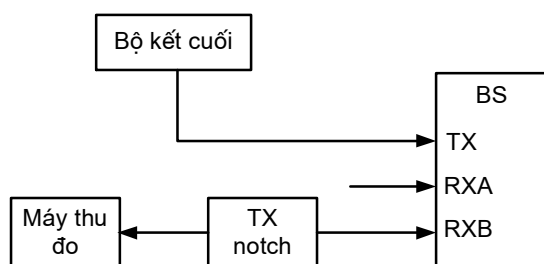 Bộ kết cuối
BS
TX
RXA
RXB
Máy thu
đo
TX
notch